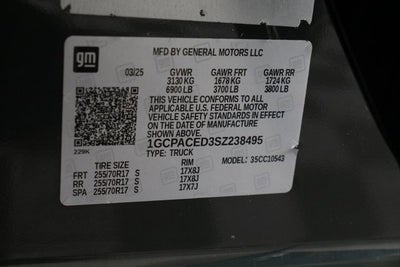 gm
MFD BY GENERAL MOTORS LLC
03/25 GVWR GAWR FRT GAWR RR
3130 KG 1678 KG 1724 KG
6900 LB 3700 LB 3800 LB
THIS VEHICLE CONFORMS TO ALL
APPLICABLE U.S. FEDERAL MOTOR
VEHICLE SAFETY STANDARDS IN EFFECT
ON THE DATE OF MANUFACTURE
SHOWN ABOVE.
1GCPACED3SZ238495
229K TYPE: TRUCK MODEL: 35CC10543
TIRE SIZE RIM
FRT 255/70R17 S 17X8J
RR 255/70R17 S 17X8J
SPA 255/70R17 S 17X7J